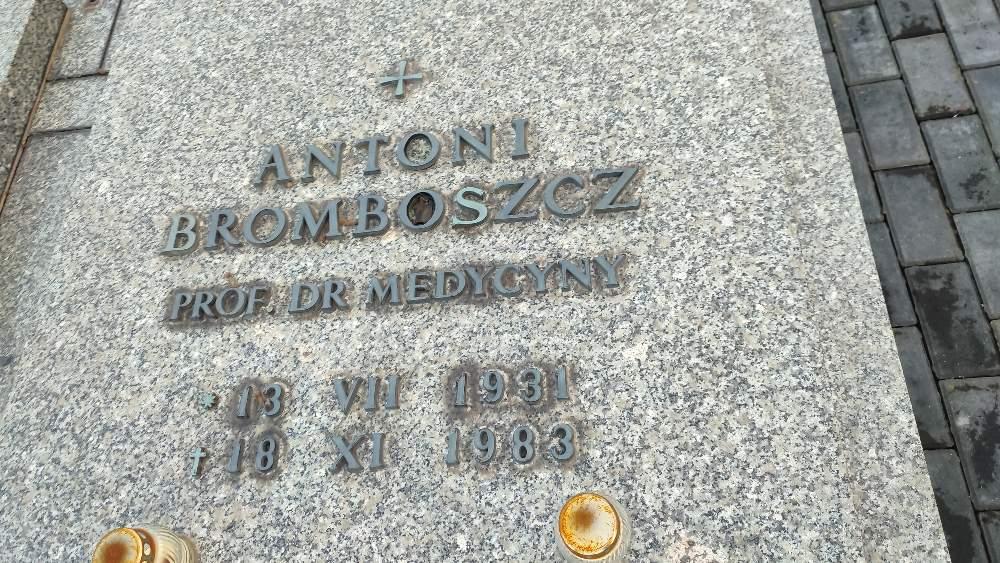 ANTONI
BROMBOSZCZ
PROF. DR MEDYCYNY
* 13 VII 1931
† 18 XI 1983